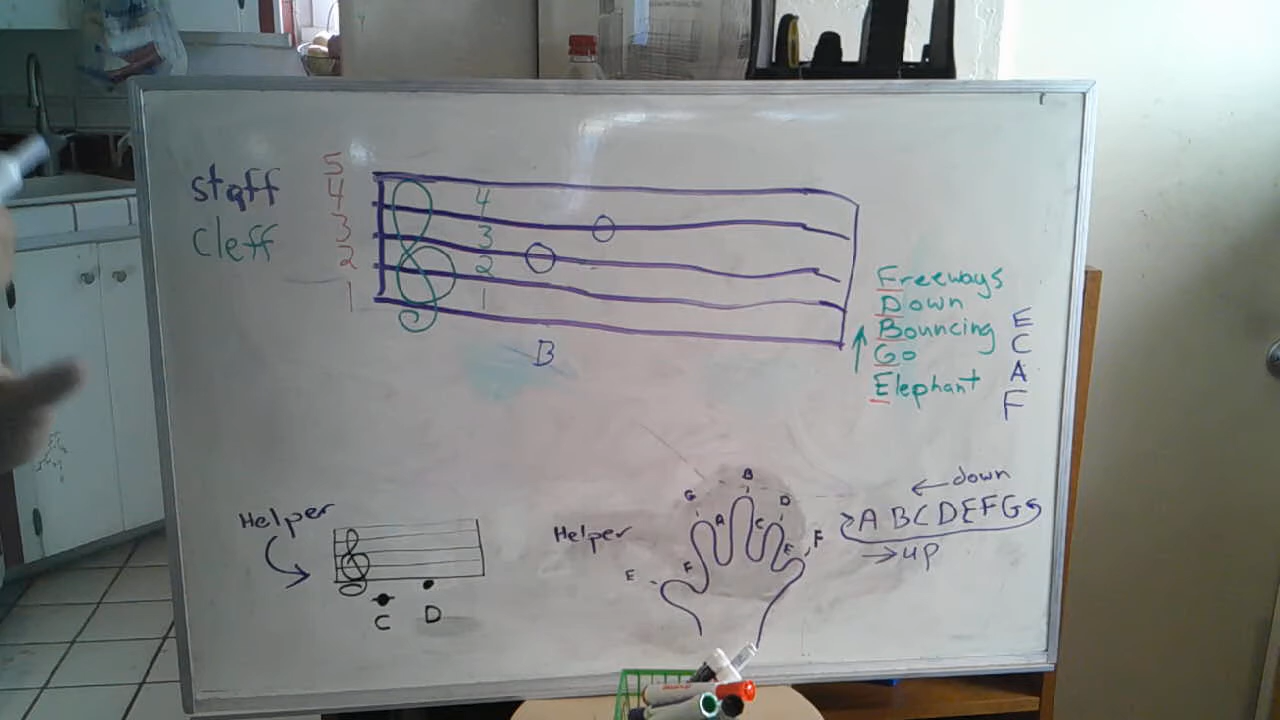 staff
Cleff
5
4
3
2
1
4
3
2
1
B
Freeways
Down
Bouncing
Go
Elephant
E
C
A
F
Helper
C
D
Helper
E
F
G
A
B
C
D
E
F
← down
A B C D E F G
→ up